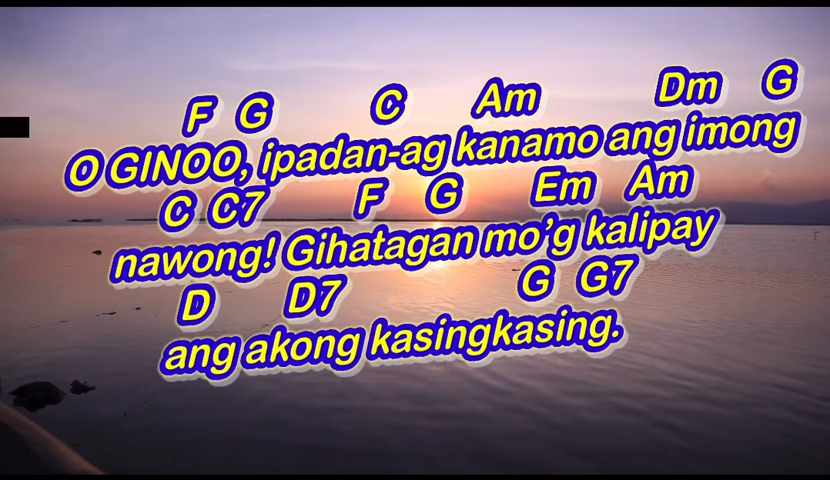 F G C Am Dm G
O GINOO, ipadan-ag kanamo ang imong
C C7 F G Em Am
nawong! Gihatagan mo'g kalipay
D D7 G G7
ang akong kasingkasing.